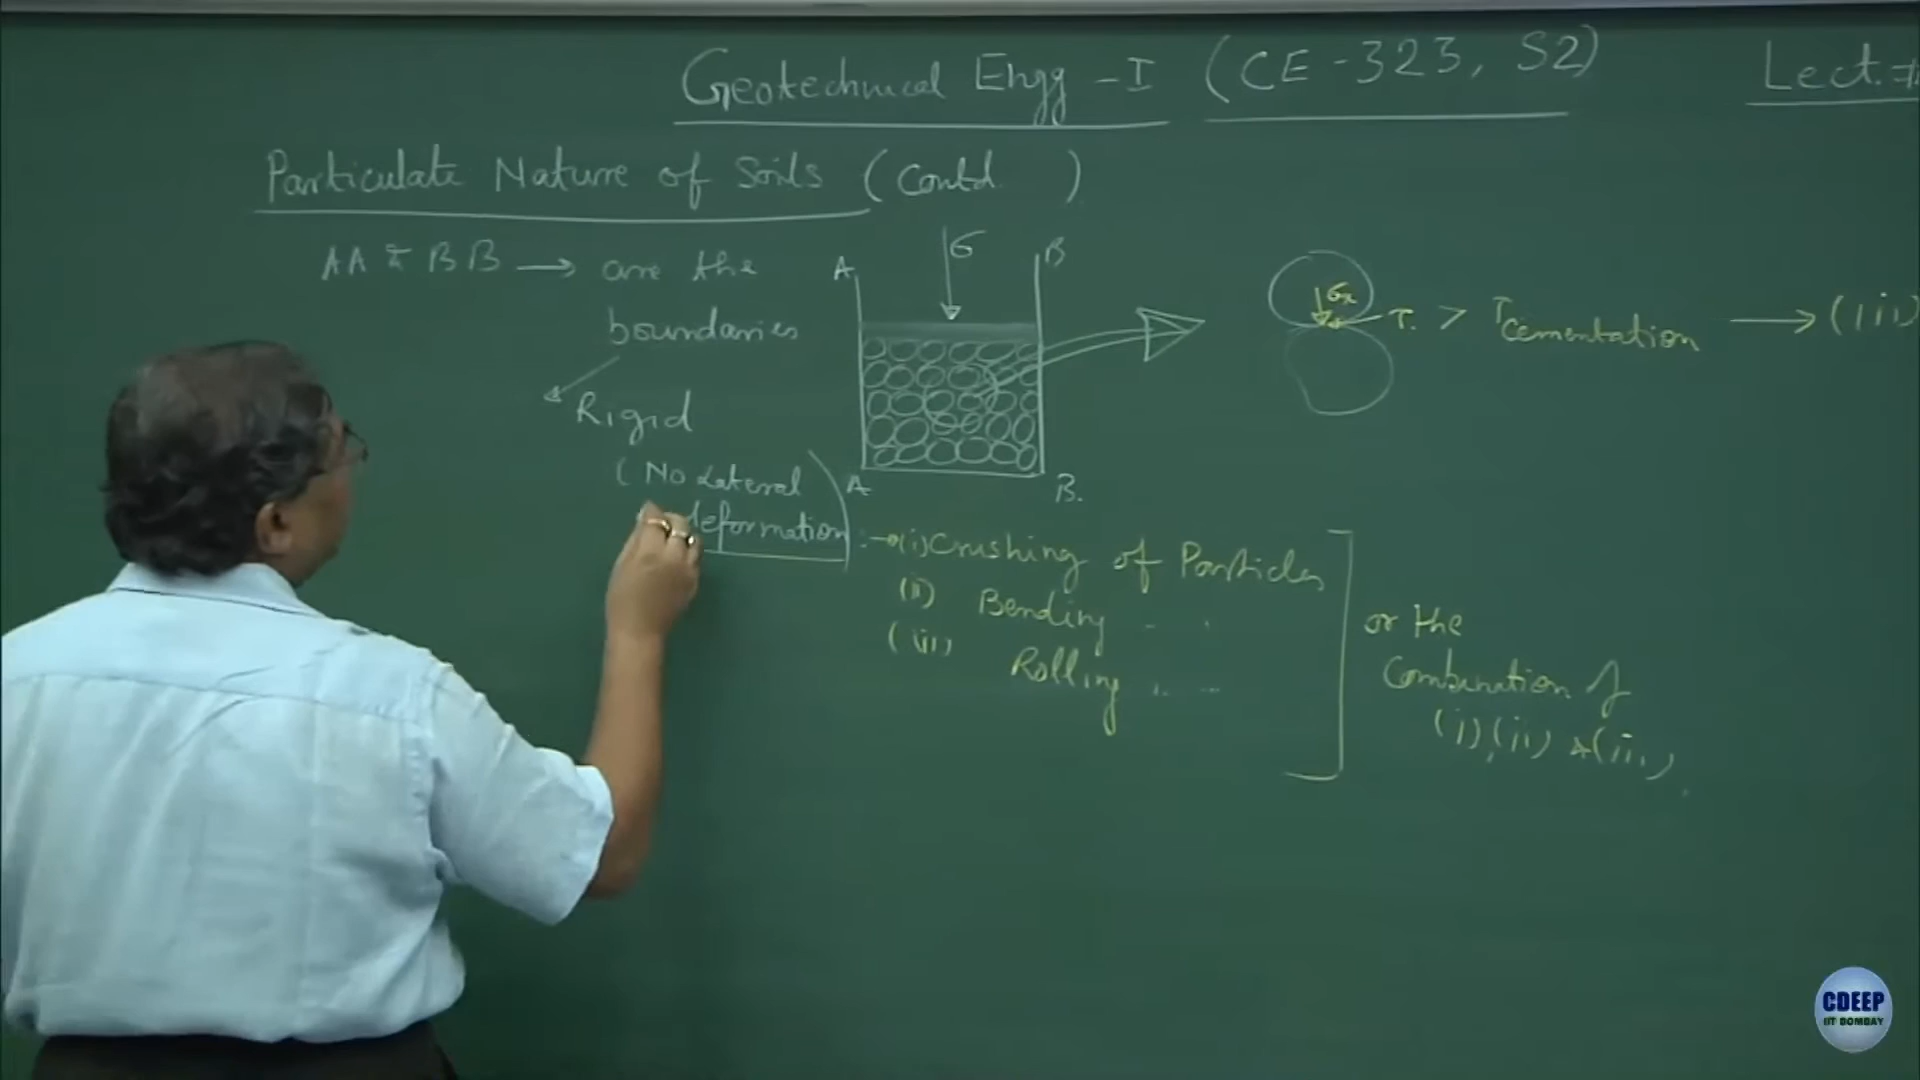 Geotechnical Engg - I (CE-323, S2) Lect. #
Particulate Nature of Soils (Contd )
AA & BB → are the
boundaries
Rigid
( No Lateral
deformation) :→ (i) Crushing of Particles
(ii) Bending " "
(iii) Rolling " "
or the
Combination of
(i), (ii) & (iii)
A
σ
B
A
B.
σx
τ > τcementation → (iii)
CDEEP
IIT BOMBAY